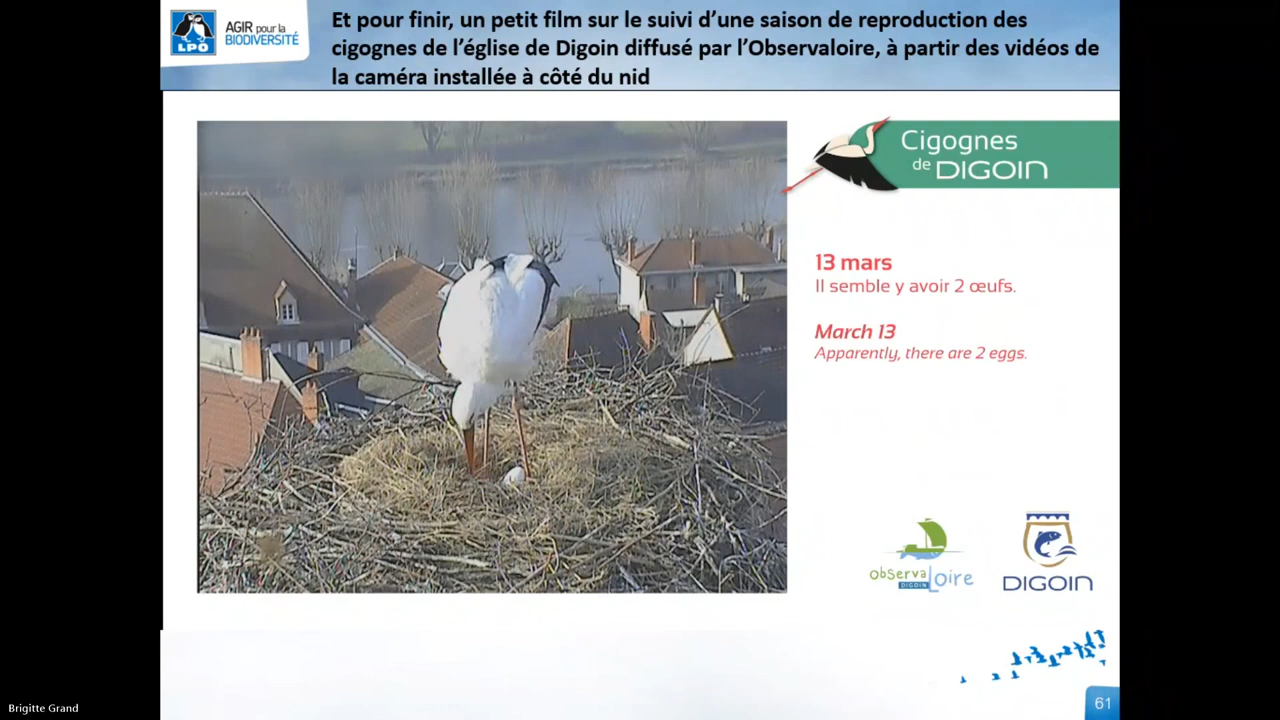 LPO
AGIR pour la
BIODIVERSITÉ
Et pour finir, un petit film sur le suivi d’une saison de reproduction des
cigognes de l’église de Digoin diffusé par l’Observaloire, à partir des vidéos de
la caméra installée à côté du nid
Cigognes
de DIGOIN
13 mars
Il semble y avoir 2 œufs.
March 13
Apparently, there are 2 eggs.
observa
Loire
DIGOIN
DIGOIN
61
Brigitte Grand